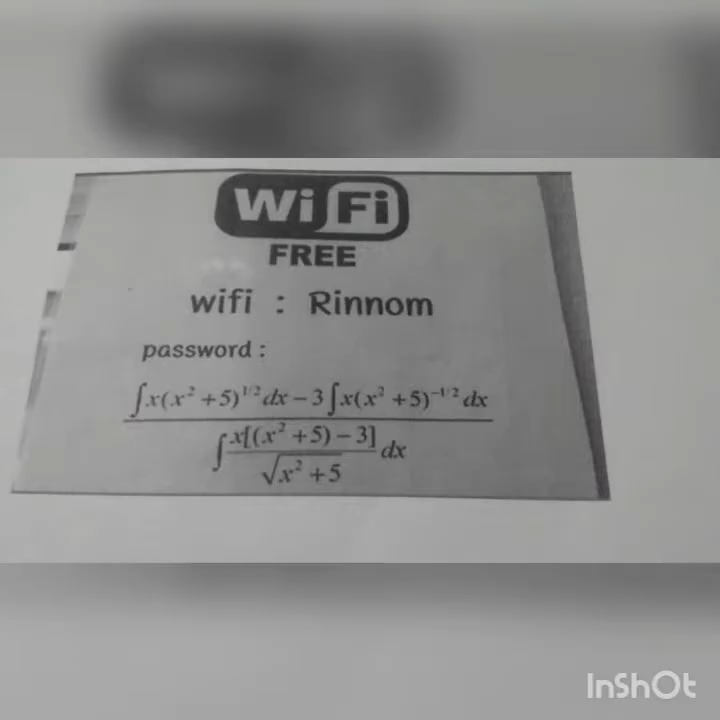 WiFi
FREE
wifi : Rinnom
password :
∫x(x² +5)^1/2 dx – 3∫x(x² +5)^-1/2 dx
∫ x[(x² +5) – 3] dx
√x² +5
InShOt